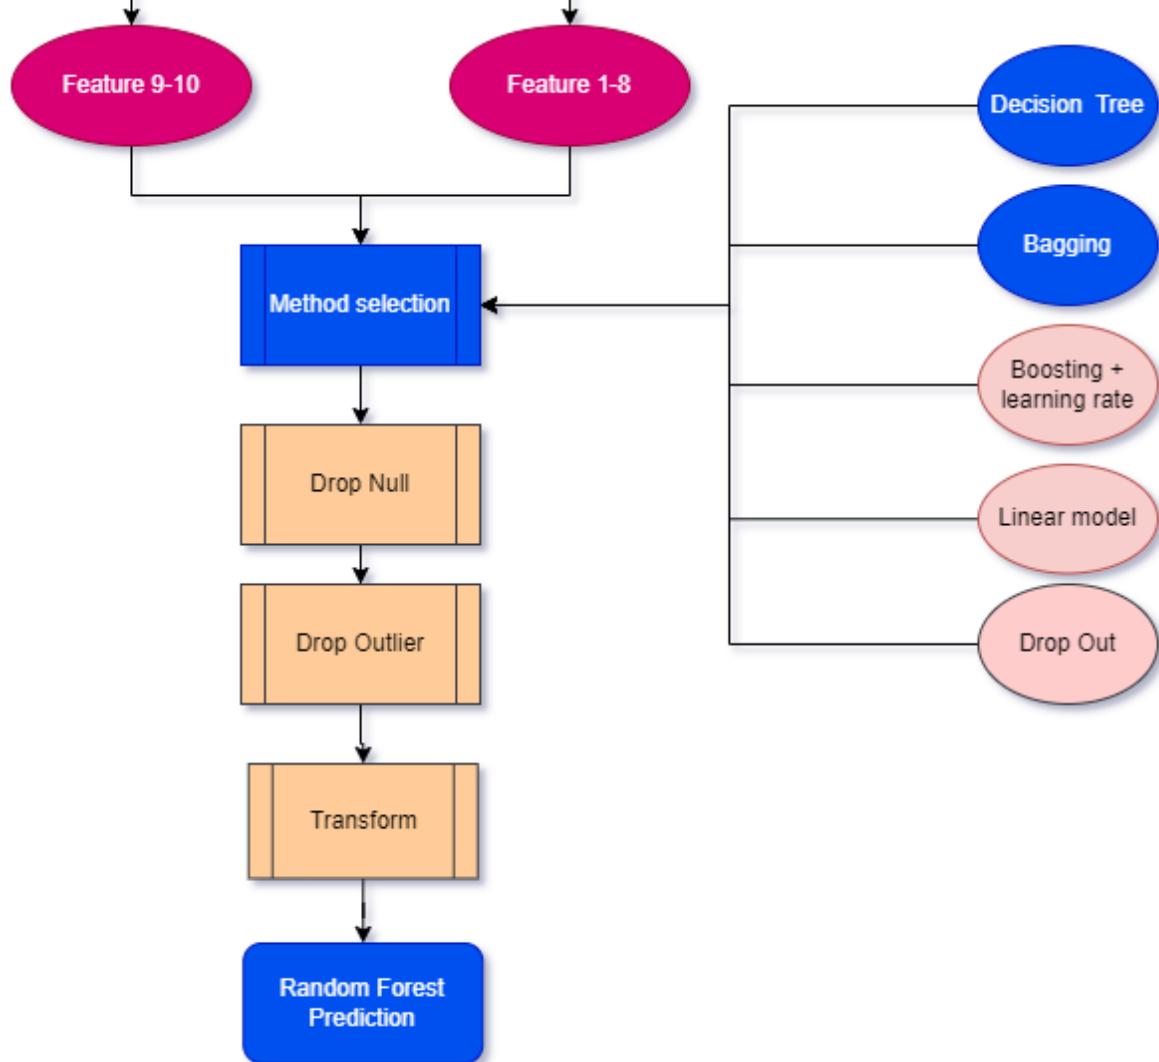 Feature 9-10
Feature 1-8
Decision Tree
Bagging
Method selection
Boosting +
learning rate
Drop Null
Linear model
Drop Outlier
Drop Out
Transform
Random Forest
Prediction